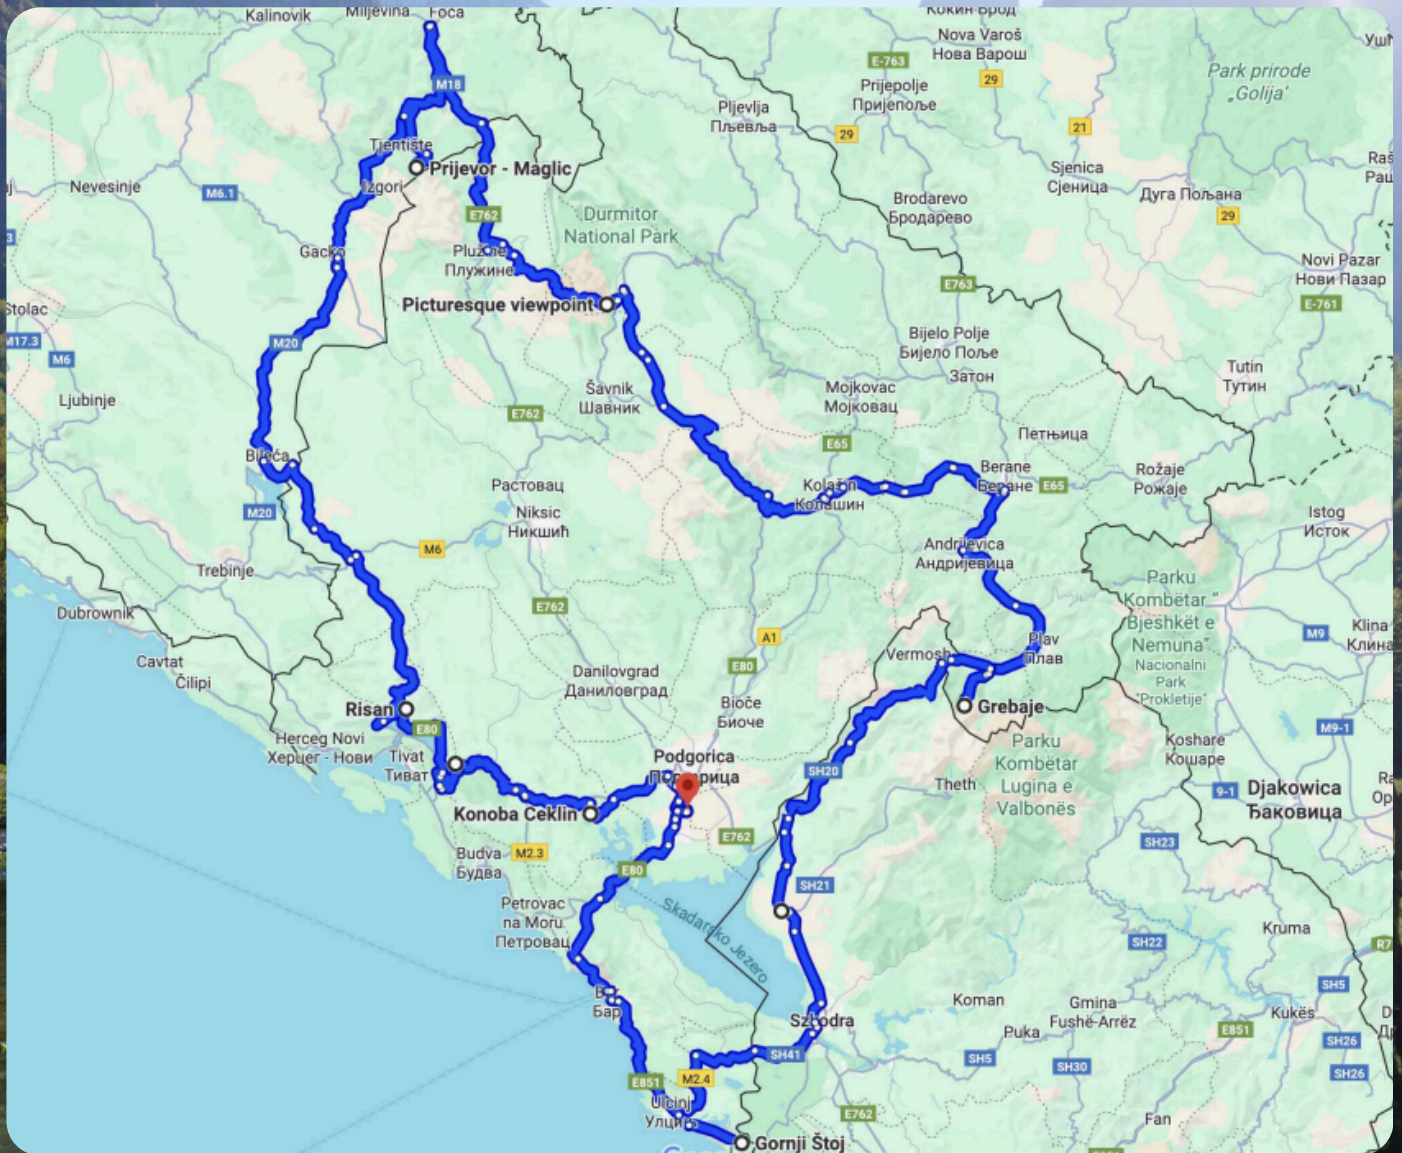 Kalinovik
Miljevina
Foča
Кокин Брод
Nova Varoš
Нова Варош
E-763
29
Park prirode
„Golija‘
M18
Prijepolje
Пријепоље
Pljevlja
Пљевља
29
21
Tjentište
Prijevor - Maglic
Sjenica
Сјеница
Nevesinje
M6.1
Izgori
Дуга Пољана
29
Brodarevo
Бродарево
E762
Durmitor
National Park
Gacko
Плужине
Novi Pazar
Нови Пазар
E763
E-761
Picturesque viewpoint
Stolac
M17.3
M6
M20
Bijelo Polje
Бијело Поље
Затон
Tutin
Тутин
Ljubinje
Šavnik
Шавник
Mojkovac
Мојковац
E762
E65
Петњица
Bileća
Berane
Беране
E65
Rožaje
Рожаје
Kolašin
Колашин
Растовац
M20
Niksic
Никшић
Istog
Исток
M6
Andrijevica
Андријевица
Trebinje
Parku
Kombëtar "
Bjeshkët e
Nemuna"
Nacionalni
Park
"Prokletije"
Dubrovnik
E762
A1
M9
Klina
Клина
Plav
Плав
Vermosh
Cavtat
Čilipi
E80
Danilovgrad
Даниловград
Bioče
Биоче
Risan
Grebaje
E80
M9-1
Herceg Novi
Херцег - Нови
Tivat
Тиват
Koshare
Кошаре
Parku
Kombëtar
Lugina e
Valbonës
Podgorica
Подгорица
SH20
Theth
9-1
Djakowica
Ђаковица
Konoba Ceklin
E762
SH23
Budva
Будва
M2.3
E80
SH21
Petrovac
na Moru
Петровац
Skadarsko Jezero
SH22
Kruma
R7
SH5
Bar
Бар
Koman
Gmina
Fushë-Arrëz
Kukës
Szkodra
Puka
E851
SH26
SH41
SH5
SH30
SH26
E851
M2.4
Ulcinj
Улцињ
E762
Fan
Gornji Štoj